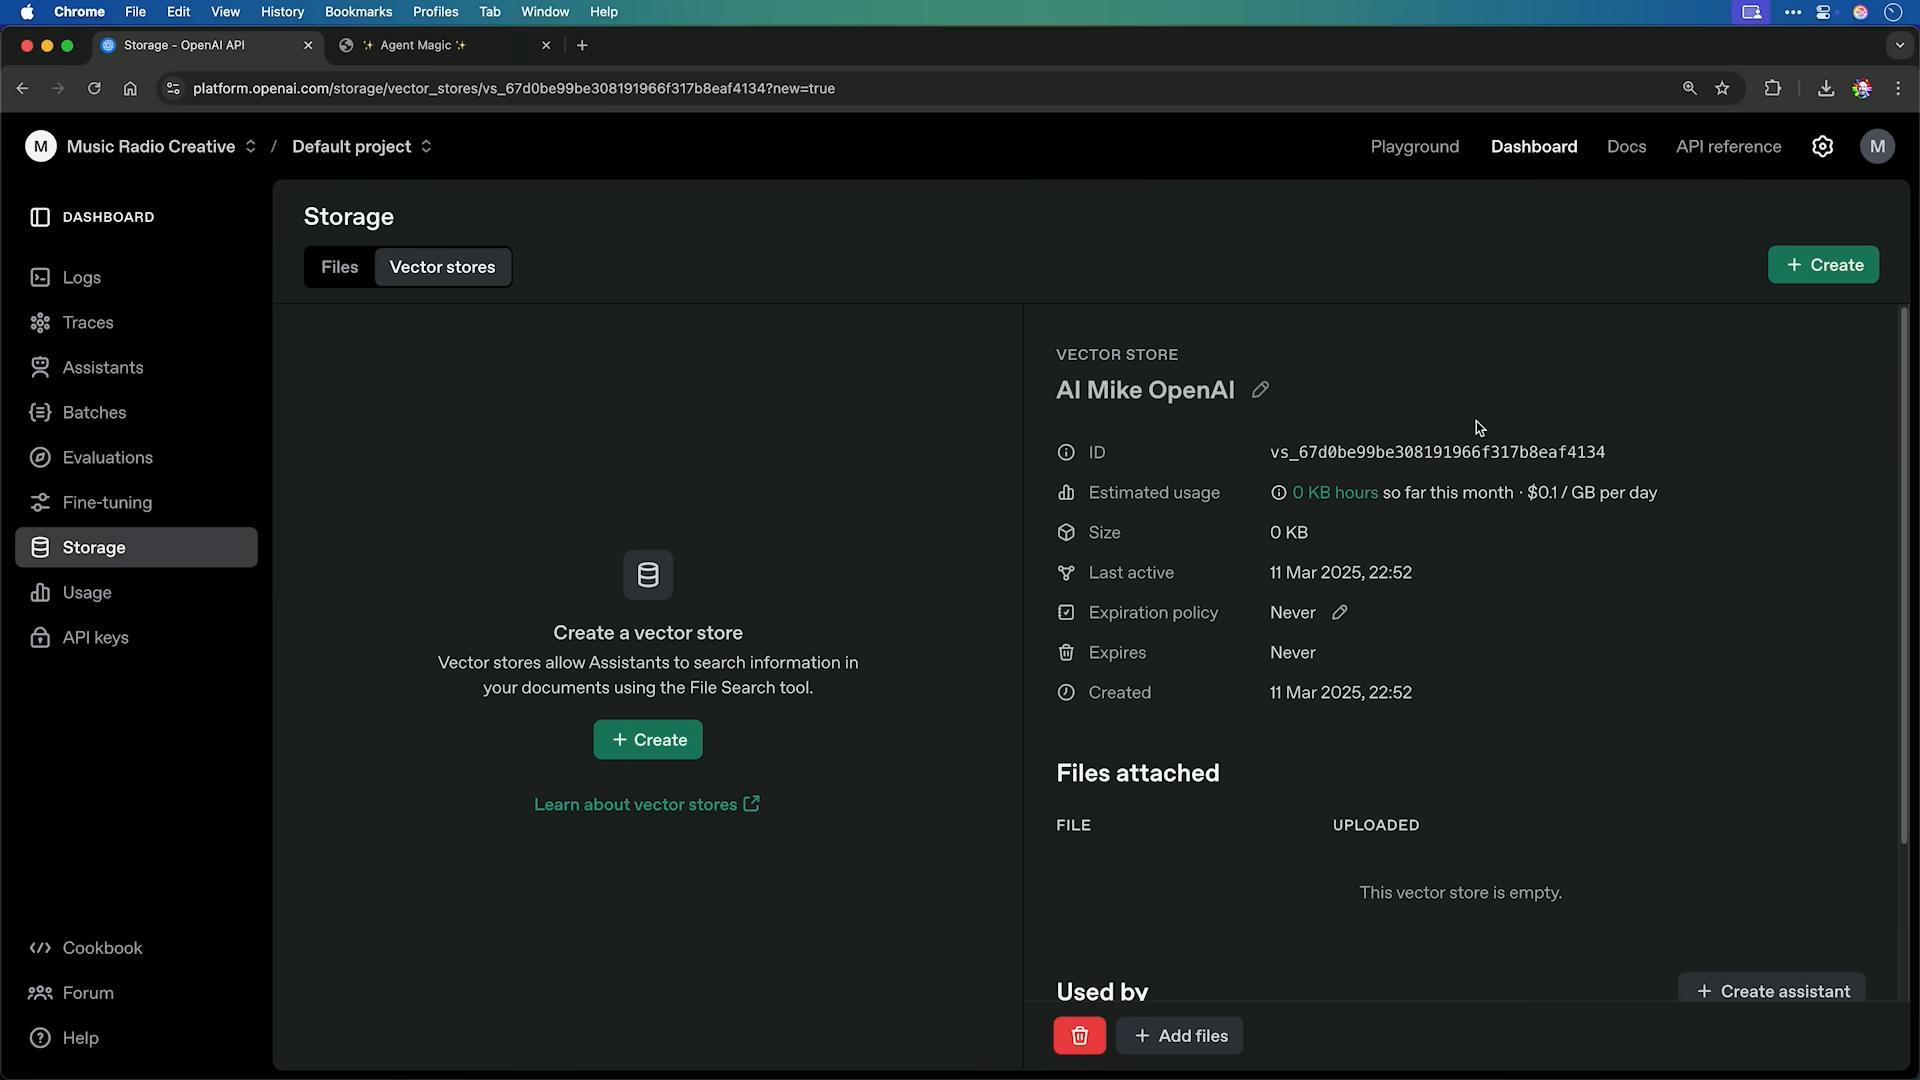 Chrome File Edit View History Bookmarks Profiles Tab Window Help
Storage - OpenAI API
✨ Agent Magic ✨
platform.openai.com/storage/vector_stores/vs_67d0be99be308191966f317b8eaf4134?new=true
M Music Radio Creative / Default project
Playground Dashboard Docs API reference M
DASHBOARD
Logs
Traces
Assistants
Batches
Evaluations
Fine-tuning
Storage
Usage
API keys
Cookbook
Forum
Help
Storage
Files Vector stores
+ Create
Create a vector store
Vector stores allow Assistants to search information in
your documents using the File Search tool.
+ Create
Learn about vector stores
VECTOR STORE
AI Mike OpenAI
ID vs_67d0be99be308191966f317b8eaf4134
Estimated usage 0 KB hours so far this month · $0.1 / GB per day
Size 0 KB
Last active 11 Mar 2025, 22:52
Expiration policy Never
Expires Never
Created 11 Mar 2025, 22:52
Files attached
FILE UPLOADED
This vector store is empty.
Used by
+ Create assistant
+ Add files